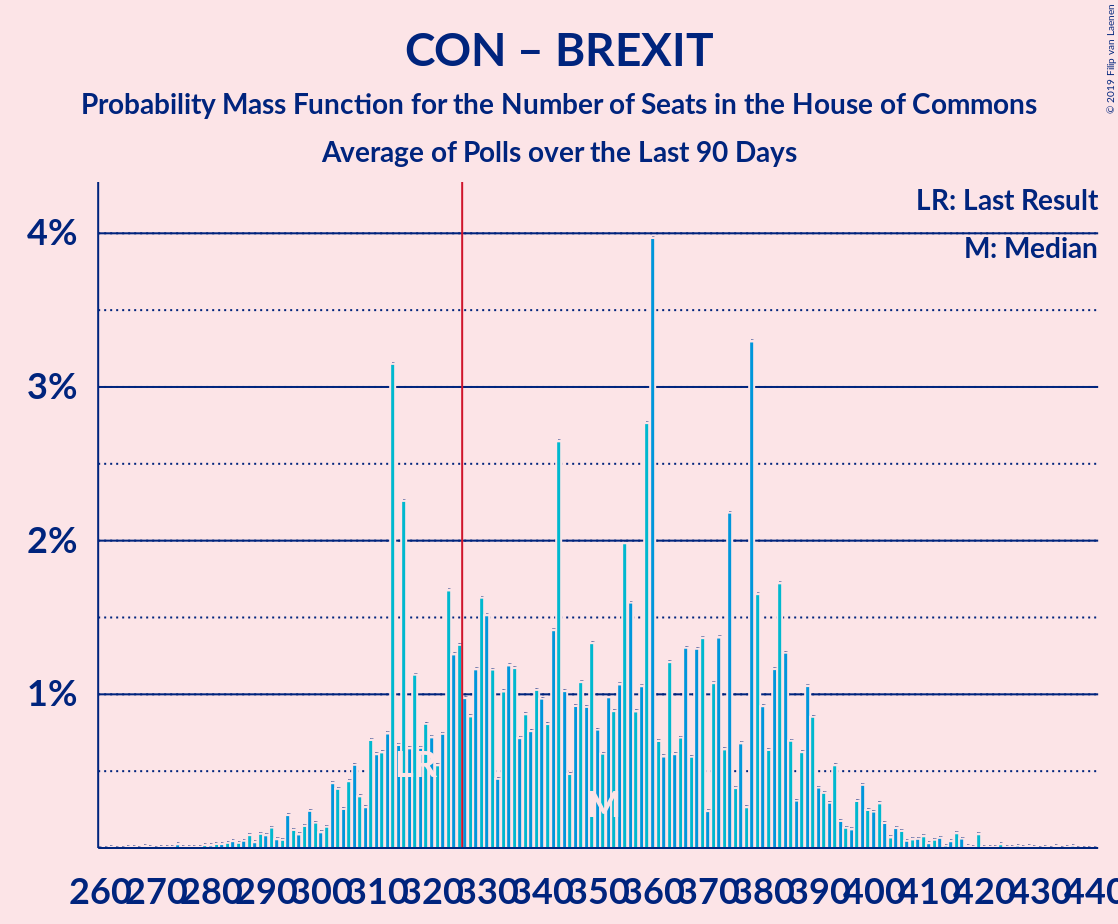 CON – BREXIT
Probability Mass Function for the Number of Seats in the House of Commons
Average of Polls over the Last 90 Days
© 2019 Filip van Laenen
LR: Last Result
M: Median
4%
3%
2%
1%
LR
M
260 270 280 290 300 310 320 330 340 350 360 370 380 390 400 410 420 430 440